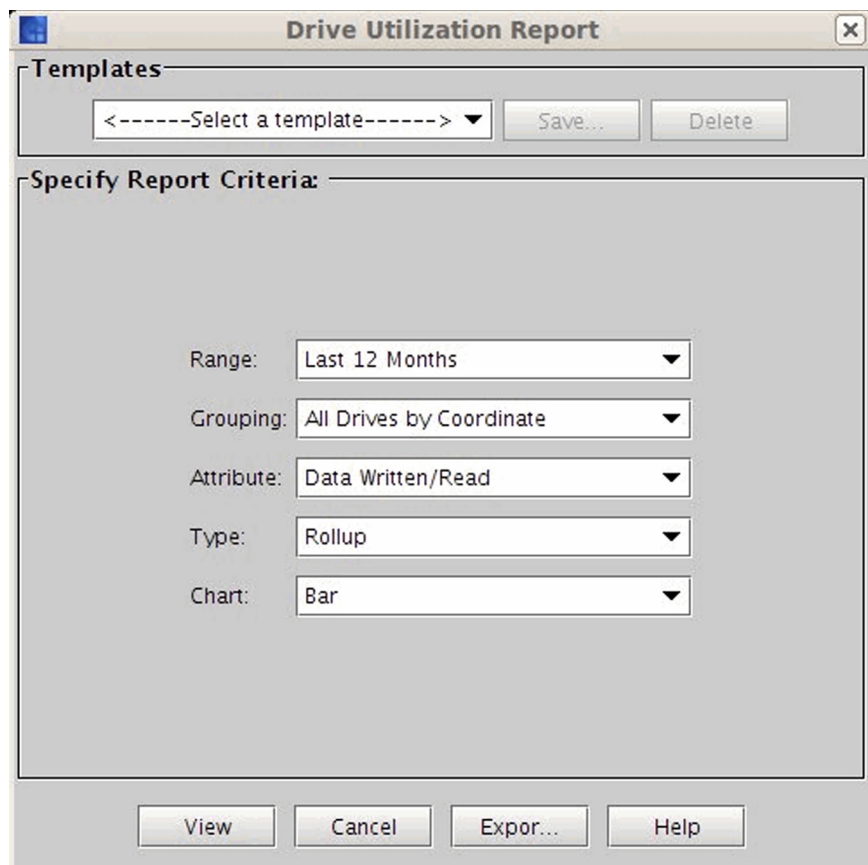 Drive Utilization Report
Templates
<------Select a template------> Save... Delete
Specify Report Criteria:
Range: Last 12 Months
Grouping: All Drives by Coordinate
Attribute: Data Written/Read
Type: Rollup
Chart: Bar
View Cancel Expor... Help